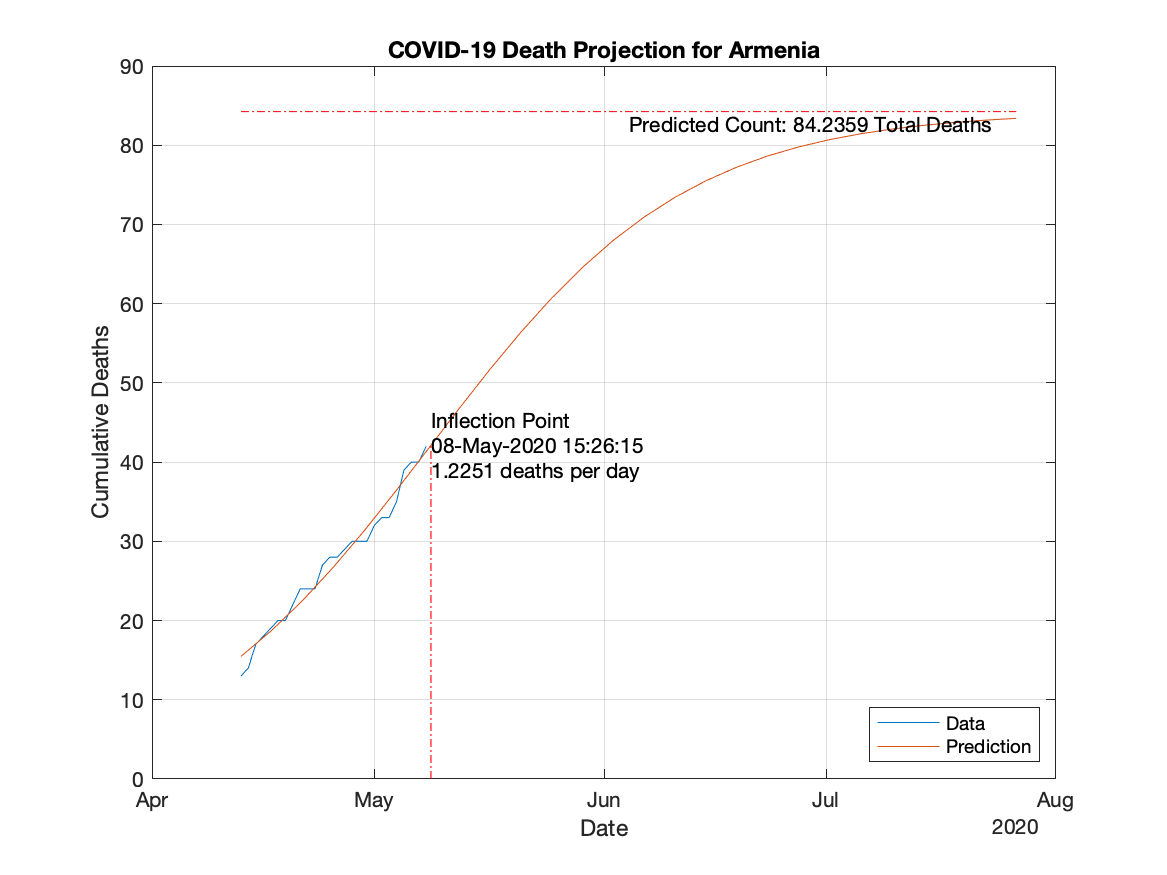 COVID-19 Death Projection for Armenia
90
80
70
60
50
40
30
20
10
0
Cumulative Deaths
Predicted Count: 84.2359 Total Deaths
Inflection Point
08-May-2020 15:26:15
1.2251 deaths per day
Data
Prediction
Apr May Jun Jul Aug
Date
2020